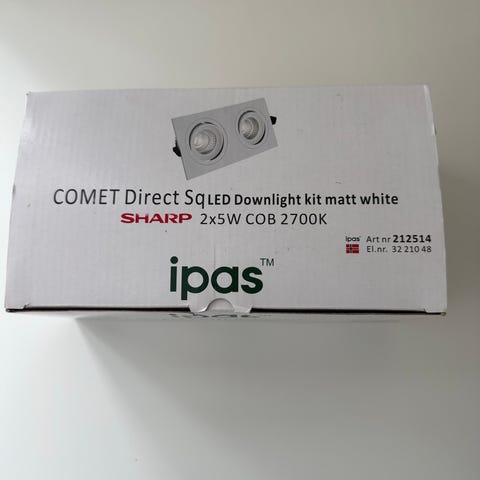 COMET Direct Sq LED Downlight kit matt white
SHARP 2x5W COB 2700K
ipas Art nr 212514
El.nr. 32 210 48
ipas™